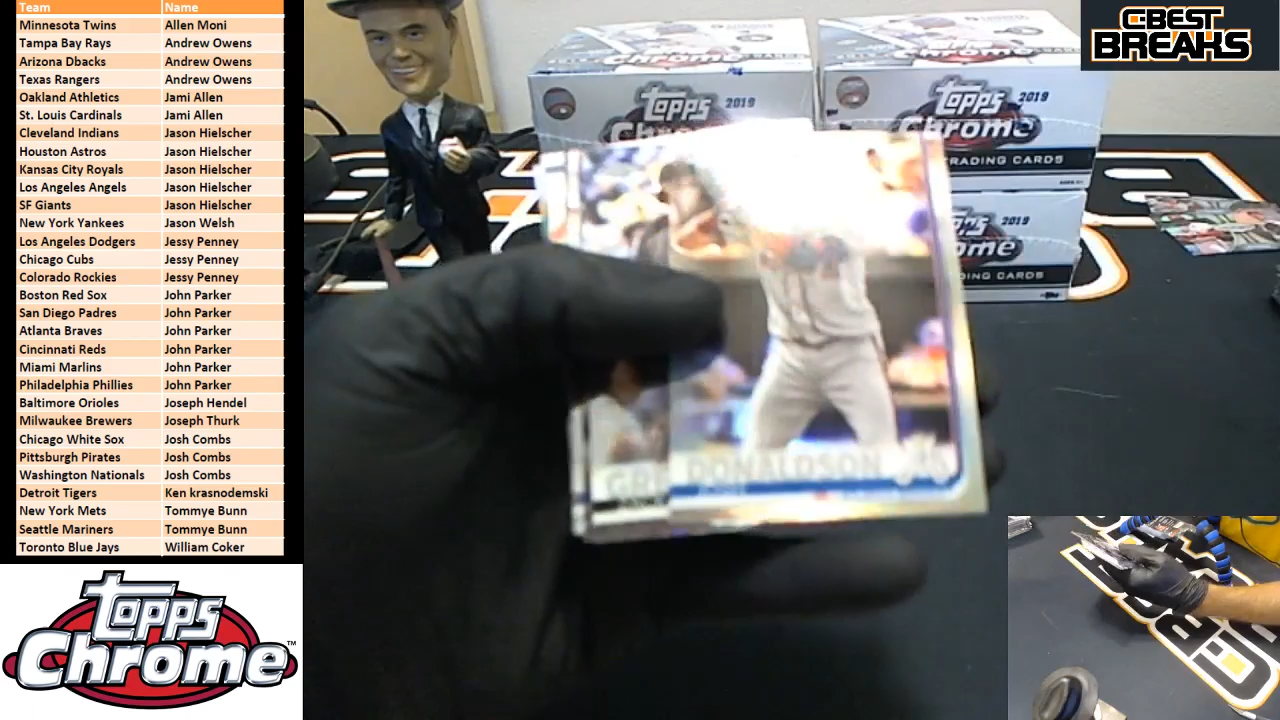 Team Name
Minnesota Twins Allen Moni
Tampa Bay Rays Andrew Owens
Arizona Dbacks Andrew Owens
Texas Rangers Andrew Owens
Oakland Athletics Jami Allen
St. Louis Cardinals Jami Allen
Cleveland Indians Jason Hielscher
Houston Astros Jason Hielscher
Kansas City Royals Jason Hielscher
Los Angeles Angels Jason Hielscher
SF Giants Jason Hielscher
New York Yankees Jason Welsh
Los Angeles Dodgers Jessy Penney
Chicago Cubs Jessy Penney
Colorado Rockies Jessy Penney
Boston Red Sox John Parker
San Diego Padres John Parker
Atlanta Braves John Parker
Cincinnati Reds John Parker
Miami Marlins John Parker
Philadelphia Phillies John Parker
Baltimore Orioles Joseph Hendel
Milwaukee Brewers Joseph Thurk
Chicago White Sox Josh Combs
Pittsburgh Pirates Josh Combs
Washington Nationals Josh Combs
Detroit Tigers Ken krasnodemski
New York Mets Tommye Bunn
Seattle Mariners Tommye Bunn
Toronto Blue Jays William Coker
Topps
Chrome™
C-BEST
BREAKS
Topps 2019
Chrome
Topps 2019
Chrome
TRADING CARDS
2019
DING CARDS
DONALDSON